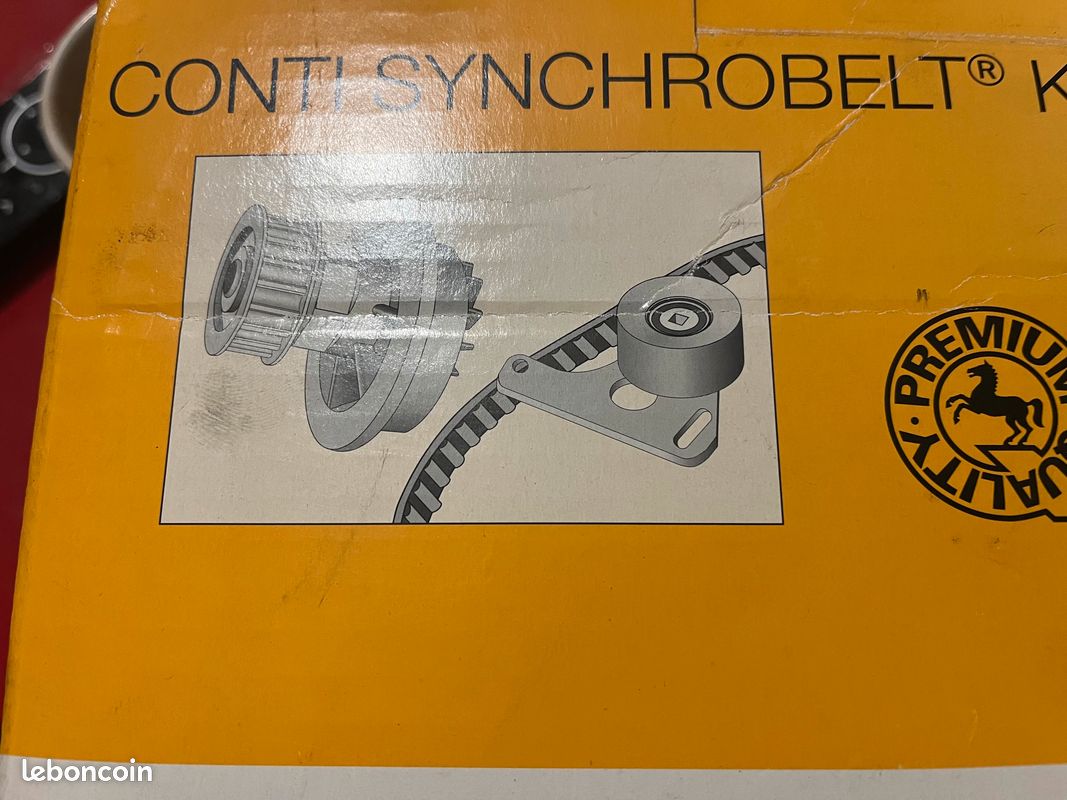 CONTI SYNCHROBELT® K
PREMIUM
QUALITY
leboncoin